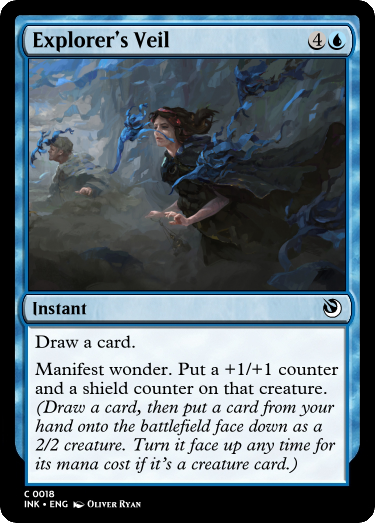 Explorer's Veil 4
Instant
Draw a card.
Manifest wonder. Put a +1/+1 counter
and a shield counter on that creature.
(Draw a card, then put a card from your
hand onto the battlefield face down as a
2/2 creature. Turn it face up any time for
its mana cost if it's a creature card.)
C 0018
INK • ENG Oliver Ryan